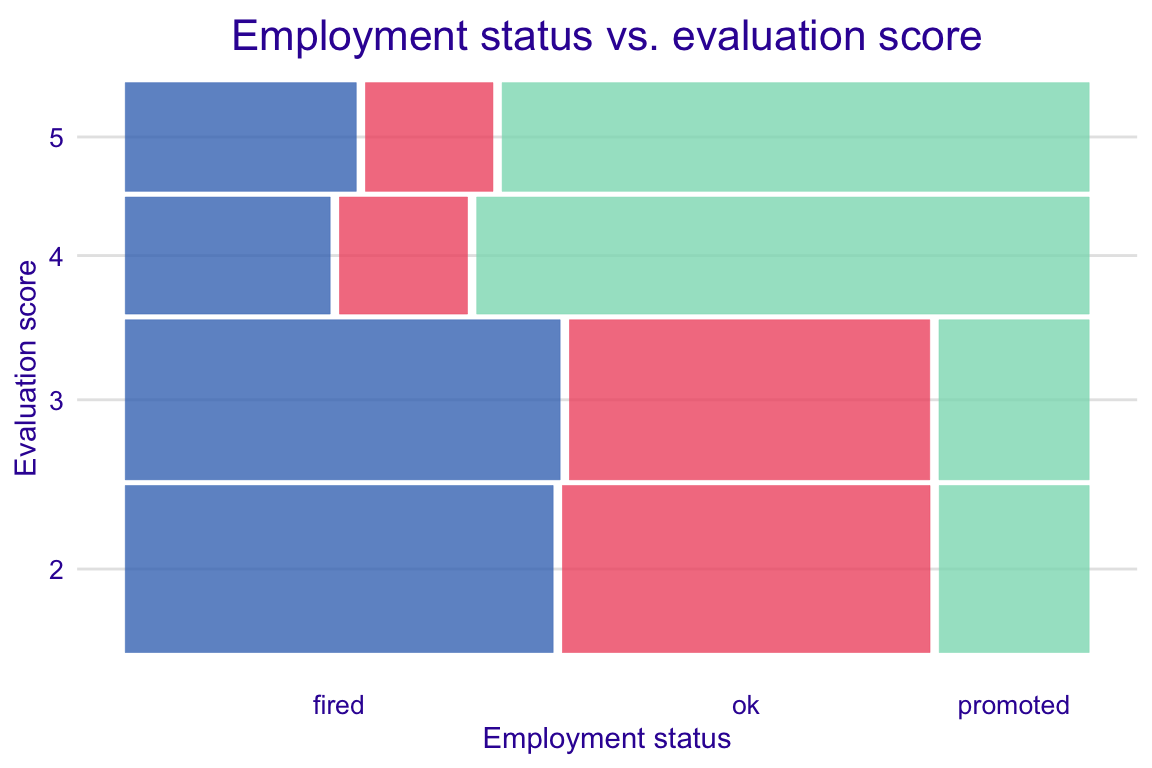 Employment status vs. evaluation score
Evaluation score
5
4
3
2
fired ok promoted
Employment status